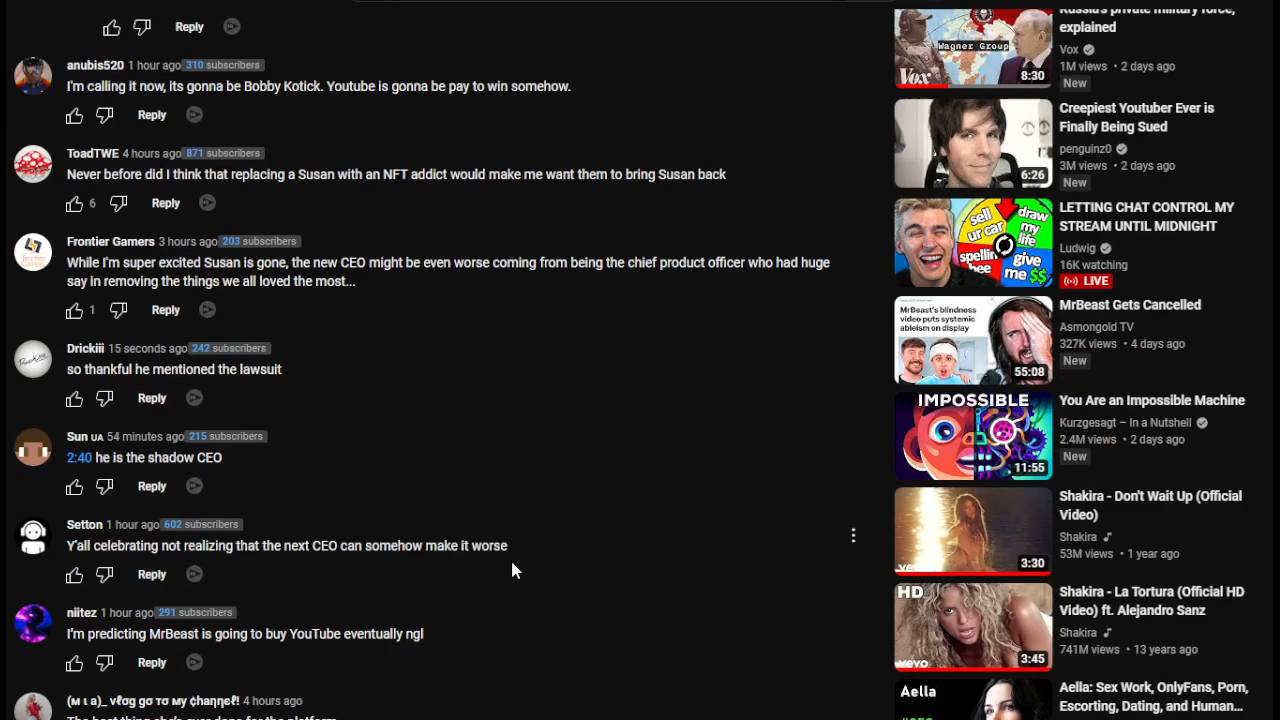 Reply
anubis520 1 hour ago 310 subscribers
I'm calling it now, its gonna be Bobby Kotick. Youtube is gonna be pay to win somehow.
Reply
ToadTWE 4 hours ago 871 subscribers
Never before did I think that replacing a Susan with an NFT addict would make me want them to bring Susan back
6 Reply
Frontier Gamers 3 hours ago 203 subscribers
While I'm super excited Susan is gone, the new CEO might be even worse coming from being the chief product officer who had huge
say in removing the things we all loved the most...
1 Reply
Drickiii 15 seconds ago 242 subscribers
so thankful he mentioned the lawsuit
Reply
Sun UA 54 minutes ago 215 subscribers
2:40 he is the shadow CEO
Reply
Setton 1 hour ago 602 subscribers
Y'all celebrating not realizing that the next CEO can somehow make it worse
Reply
niitez 1 hour ago 291 subscribers
I'm predicting MrBeast is going to buy YouTube eventually ngl
Reply
(м ι a)_ vℓσg gσ тσ му ¢haηηeℓ! 4 hours ago
Russia's private military force,
explained
Vox
1M views • 2 days ago
New
Wagner Group
Vox
8:30
Creepiest Youtuber Ever is
Finally Being Sued
penguinz0
3M views • 2 days ago
New
6:26
LETTING CHAT CONTROL MY
STREAM UNTIL MIDNIGHT
Ludwig
16K watching
LIVE
sell
ur car
draw
my
life
spellin
bee
give
me $$
MrBeast Gets Cancelled
Asmongold TV
327K views • 4 days ago
New
MrBeast's blindness
video puts systemic
ableism on display
55:08
You Are an Impossible Machine
Kurzgesagt – In a Nutshell
2.4M views • 2 days ago
New
IMPOSSIBLE
11:55
Shakira - Don't Wait Up (Official
Video)
Shakira
53M views • 1 year ago
3:30
Shakira - La Tortura (Official HD
Video) ft. Alejandro Sanz
Shakira
741M views • 13 years ago
HD
vevo
3:45
Aella: Sex Work, OnlyFans, Porn,
Escorting, Dating, and Human...
Aella